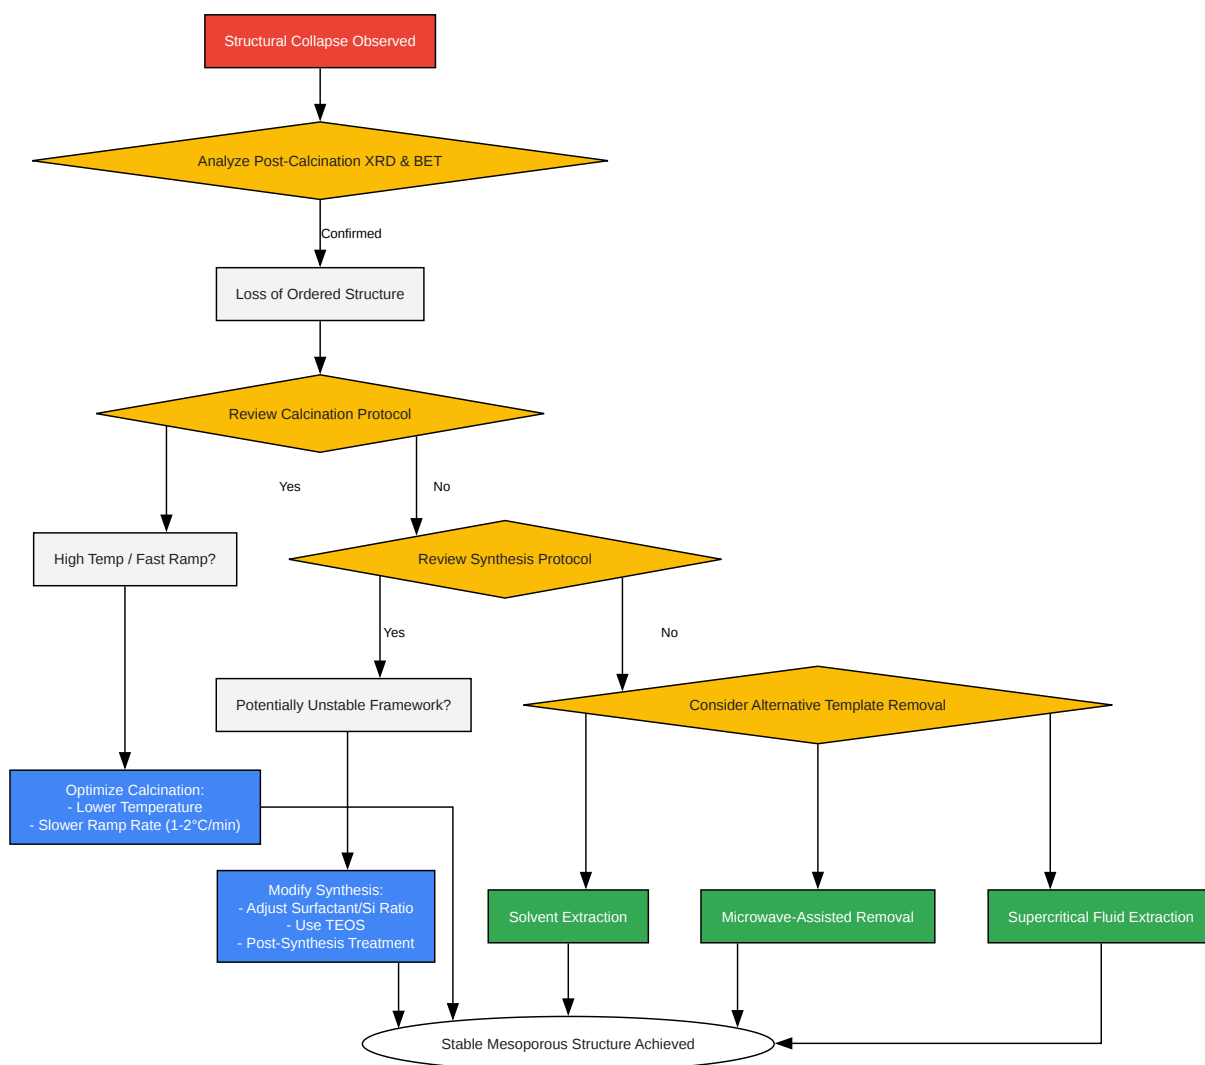 Structural Collapse Observed
Analyze Post-Calcination XRD & BET
Confirmed
Loss of Ordered Structure
Review Calcination Protocol
Yes
No
High Temp / Fast Ramp?
Review Synthesis Protocol
Yes
No
Potentially Unstable Framework?
Consider Alternative Template Removal
Optimize Calcination:
- Lower Temperature
- Slower Ramp Rate (1-2°C/min)
Modify Synthesis:
- Adjust Surfactant/Si Ratio
- Use TEOS
- Post-Synthesis Treatment
Solvent Extraction
Microwave-Assisted Removal
Supercritical Fluid Extraction
Stable Mesoporous Structure Achieved